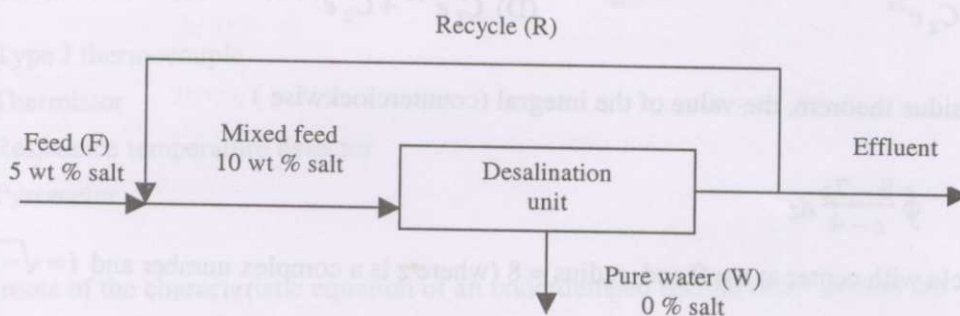 Recycle (R)
Feed (F)
5 wt % salt
Mixed feed
10 wt % salt
Desalination
unit
Effluent
Pure water (W)
0 % salt